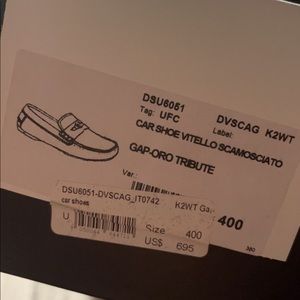 DSU6051 DVSCAG K2WT
Tag: UFC Label:
CAR SHOE VITELLO SCAMOSCIATO
GAP-ORO TRIBUTE
Var.:
DSU6051-DVSCAG_IT0742 K2WT Ga
car shoes
400
U
Size 400
US$ 695